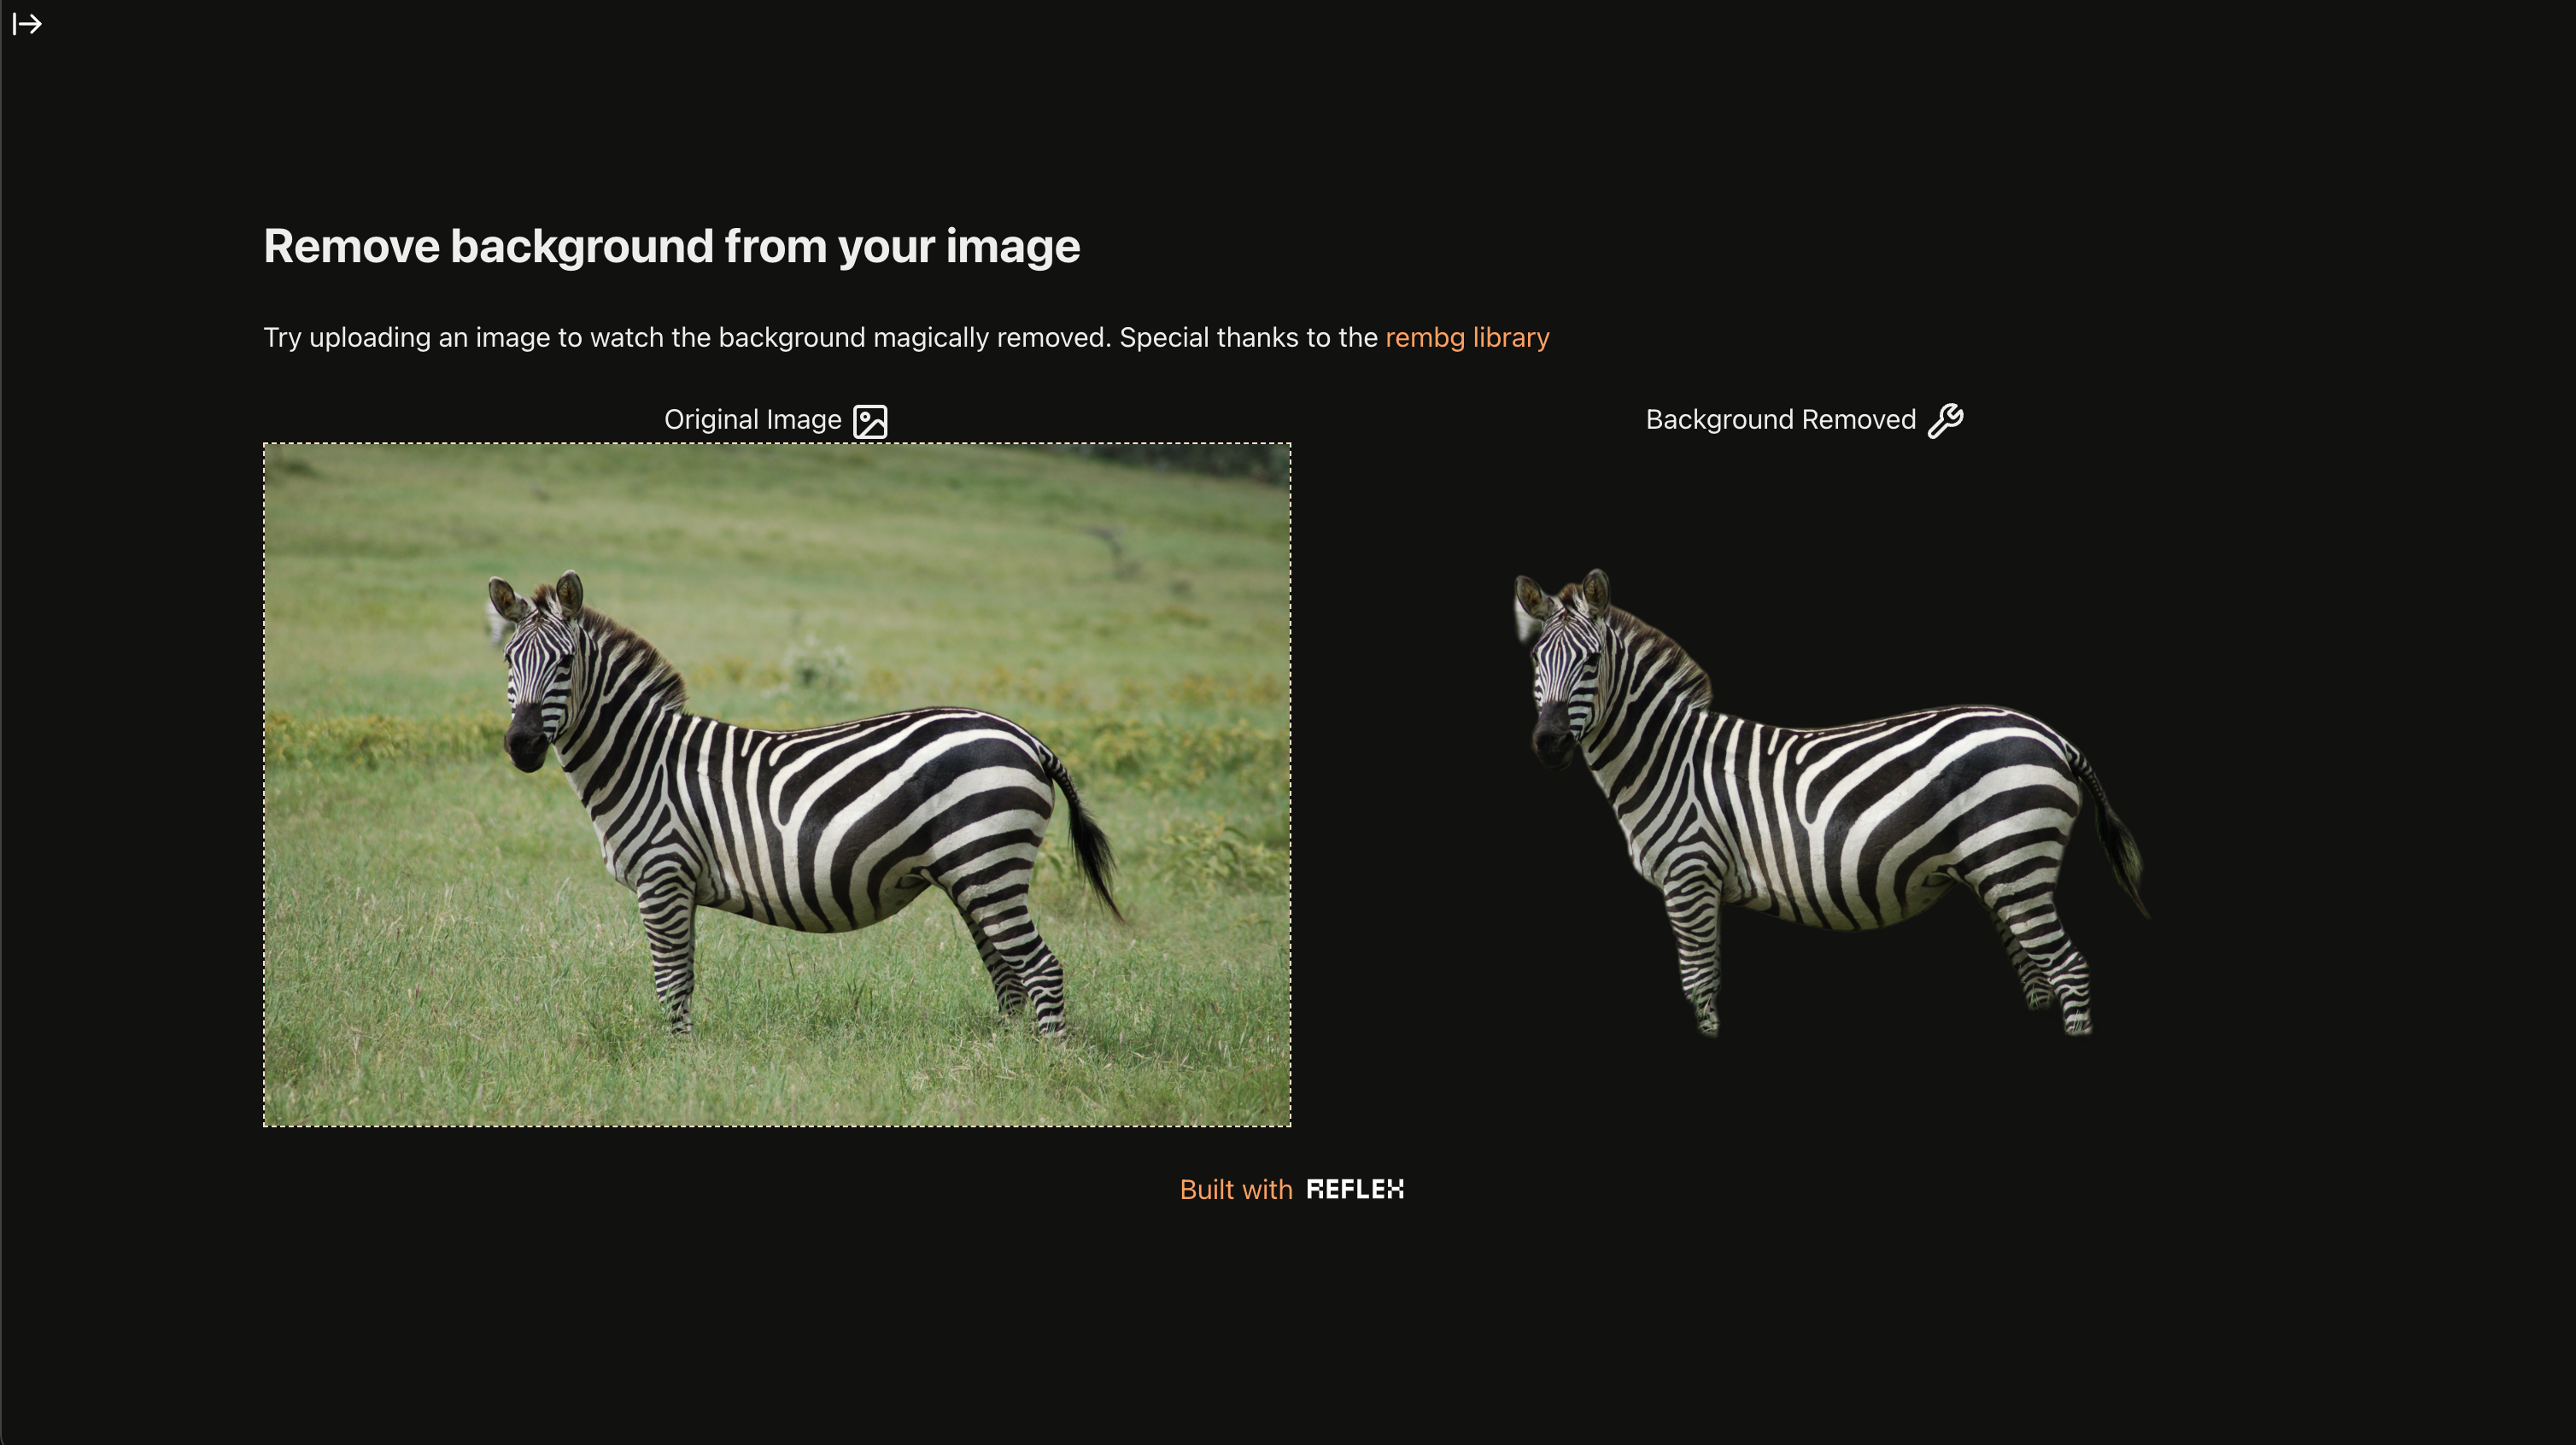 Remove background from your image
Try uploading an image to watch the background magically removed. Special thanks to the rembg library
Original Image
Background Removed
Built with REFLEX